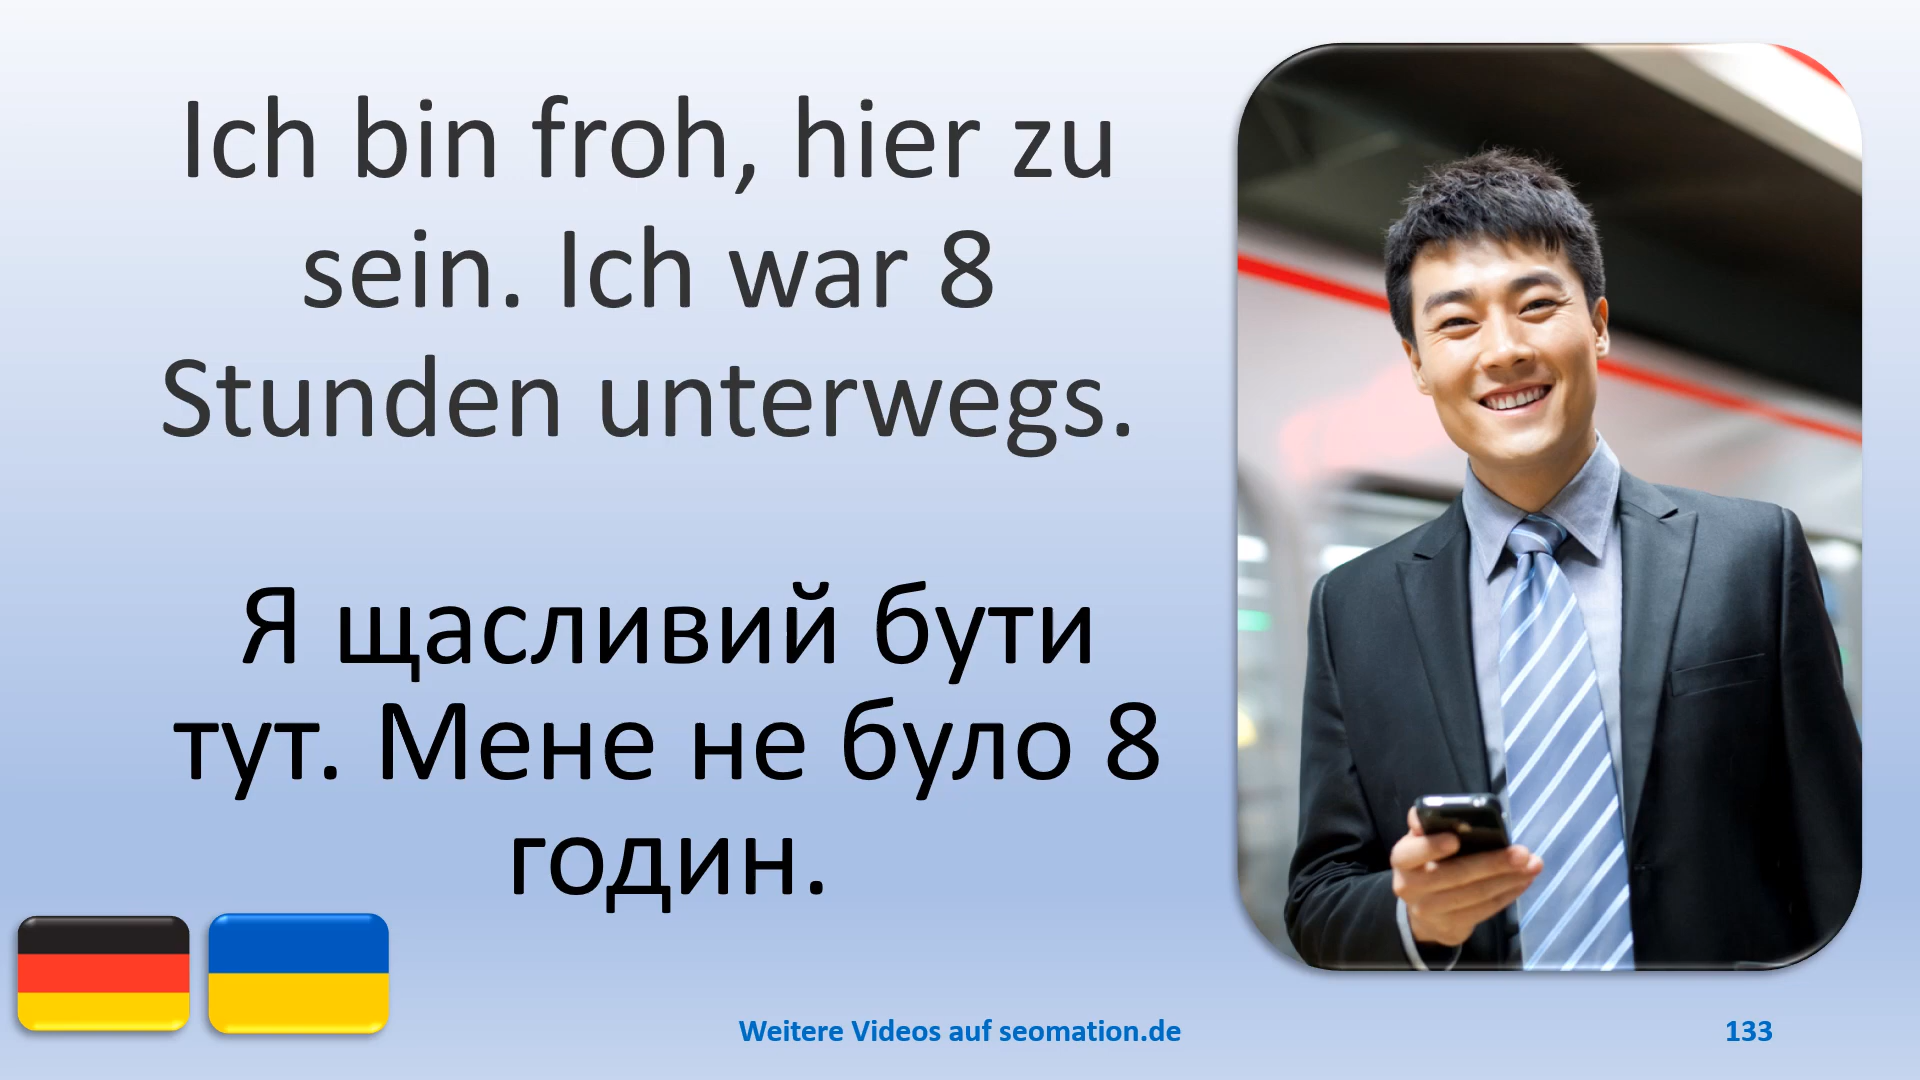 Ich bin froh, hier zu
sein. Ich war 8
Stunden unterwegs.
Я щасливий бути
тут. Мене не було 8
годин.
Weitere Videos auf seomation.de
133